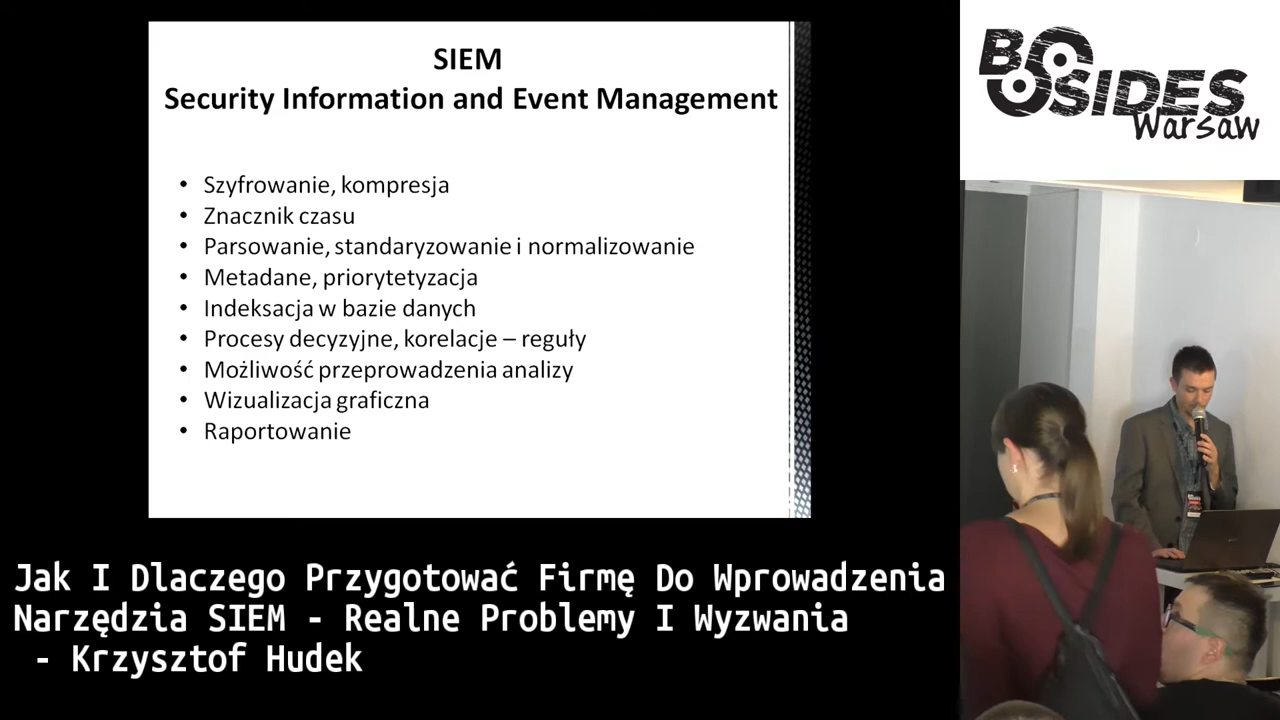 SIEM
Security Information and Event Management
• Szyfrowanie, kompresja
• Znacznik czasu
• Parsowanie, standaryzowanie i normalizowanie
• Metadane, priorytetyzacja
• Indeksacja w bazie danych
• Procesy decyzyjne, korelacje – reguły
• Możliwość przeprowadzenia analizy
• Wizualizacja graficzna
• Raportowanie
BSIDES
Warsaw
Jak I Dlaczego Przygotować Firmę Do Wprowadzenia
Narzędzia SIEM - Realne Problemy I Wyzwania
- Krzysztof Hudek